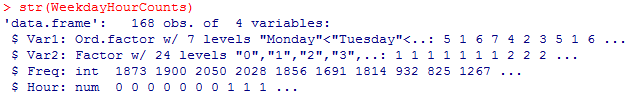 > str(WeekdayHourCounts)
'data.frame':   168 obs. of  4 variables:
 $ Var1: Ord.factor w/ 7 levels "Monday"<"Tuesday"<..: 5 1 6 7 4 2 3 5 1 6 ...
 $ Var2: Factor w/ 24 levels "0","1","2","3",..: 1 1 1 1 1 1 1 2 2 2 ...
 $ Freq: int  1873 1900 2050 2028 1856 1691 1814 932 825 1267 ...
 $ Hour: num  0 0 0 0 0 0 0 1 1 1 ...